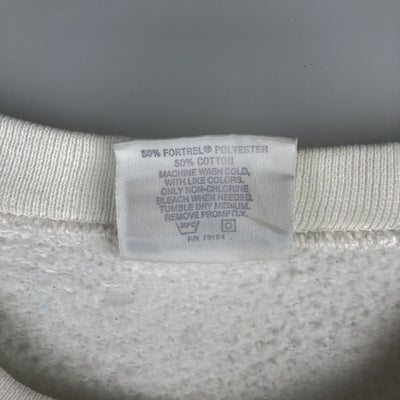 50% FORTREL® POLYESTER
50% COTTON
MACHINE WASH COLD,
WITH LIKE COLORS.
ONLY NON-CHLORINE
BLEACH WHEN NEEDED.
TUMBLE DRY MEDIUM.
REMOVE PROMPTLY.
30°C
RN 73184